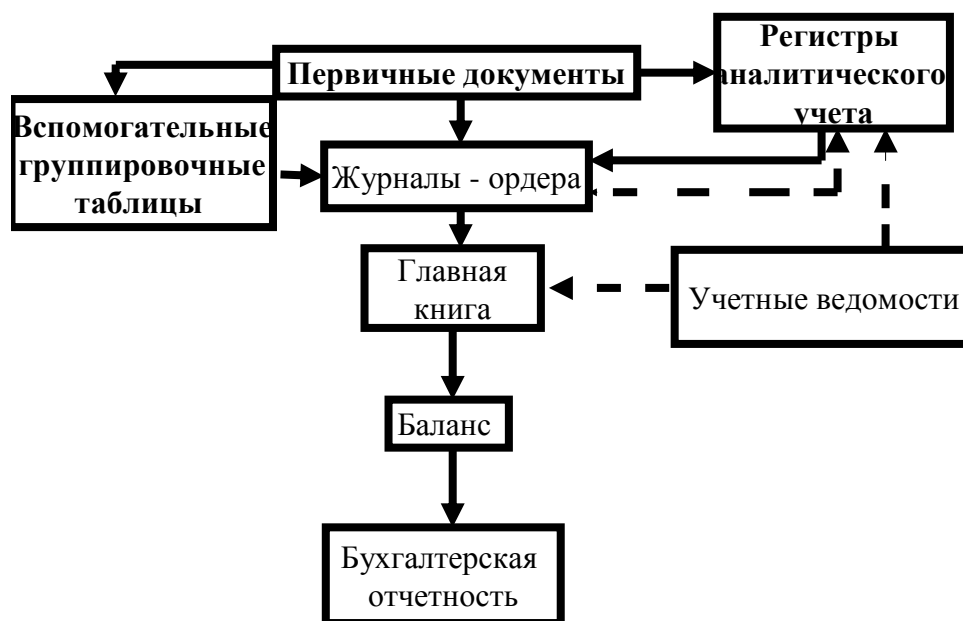 Первичные документы
Регистры
аналитического
учета
Вспомогательные
группировочные
таблицы
Журналы - ордера
Главная
книга
Учетные ведомости
Баланс
Бухгалтерская
отчетность